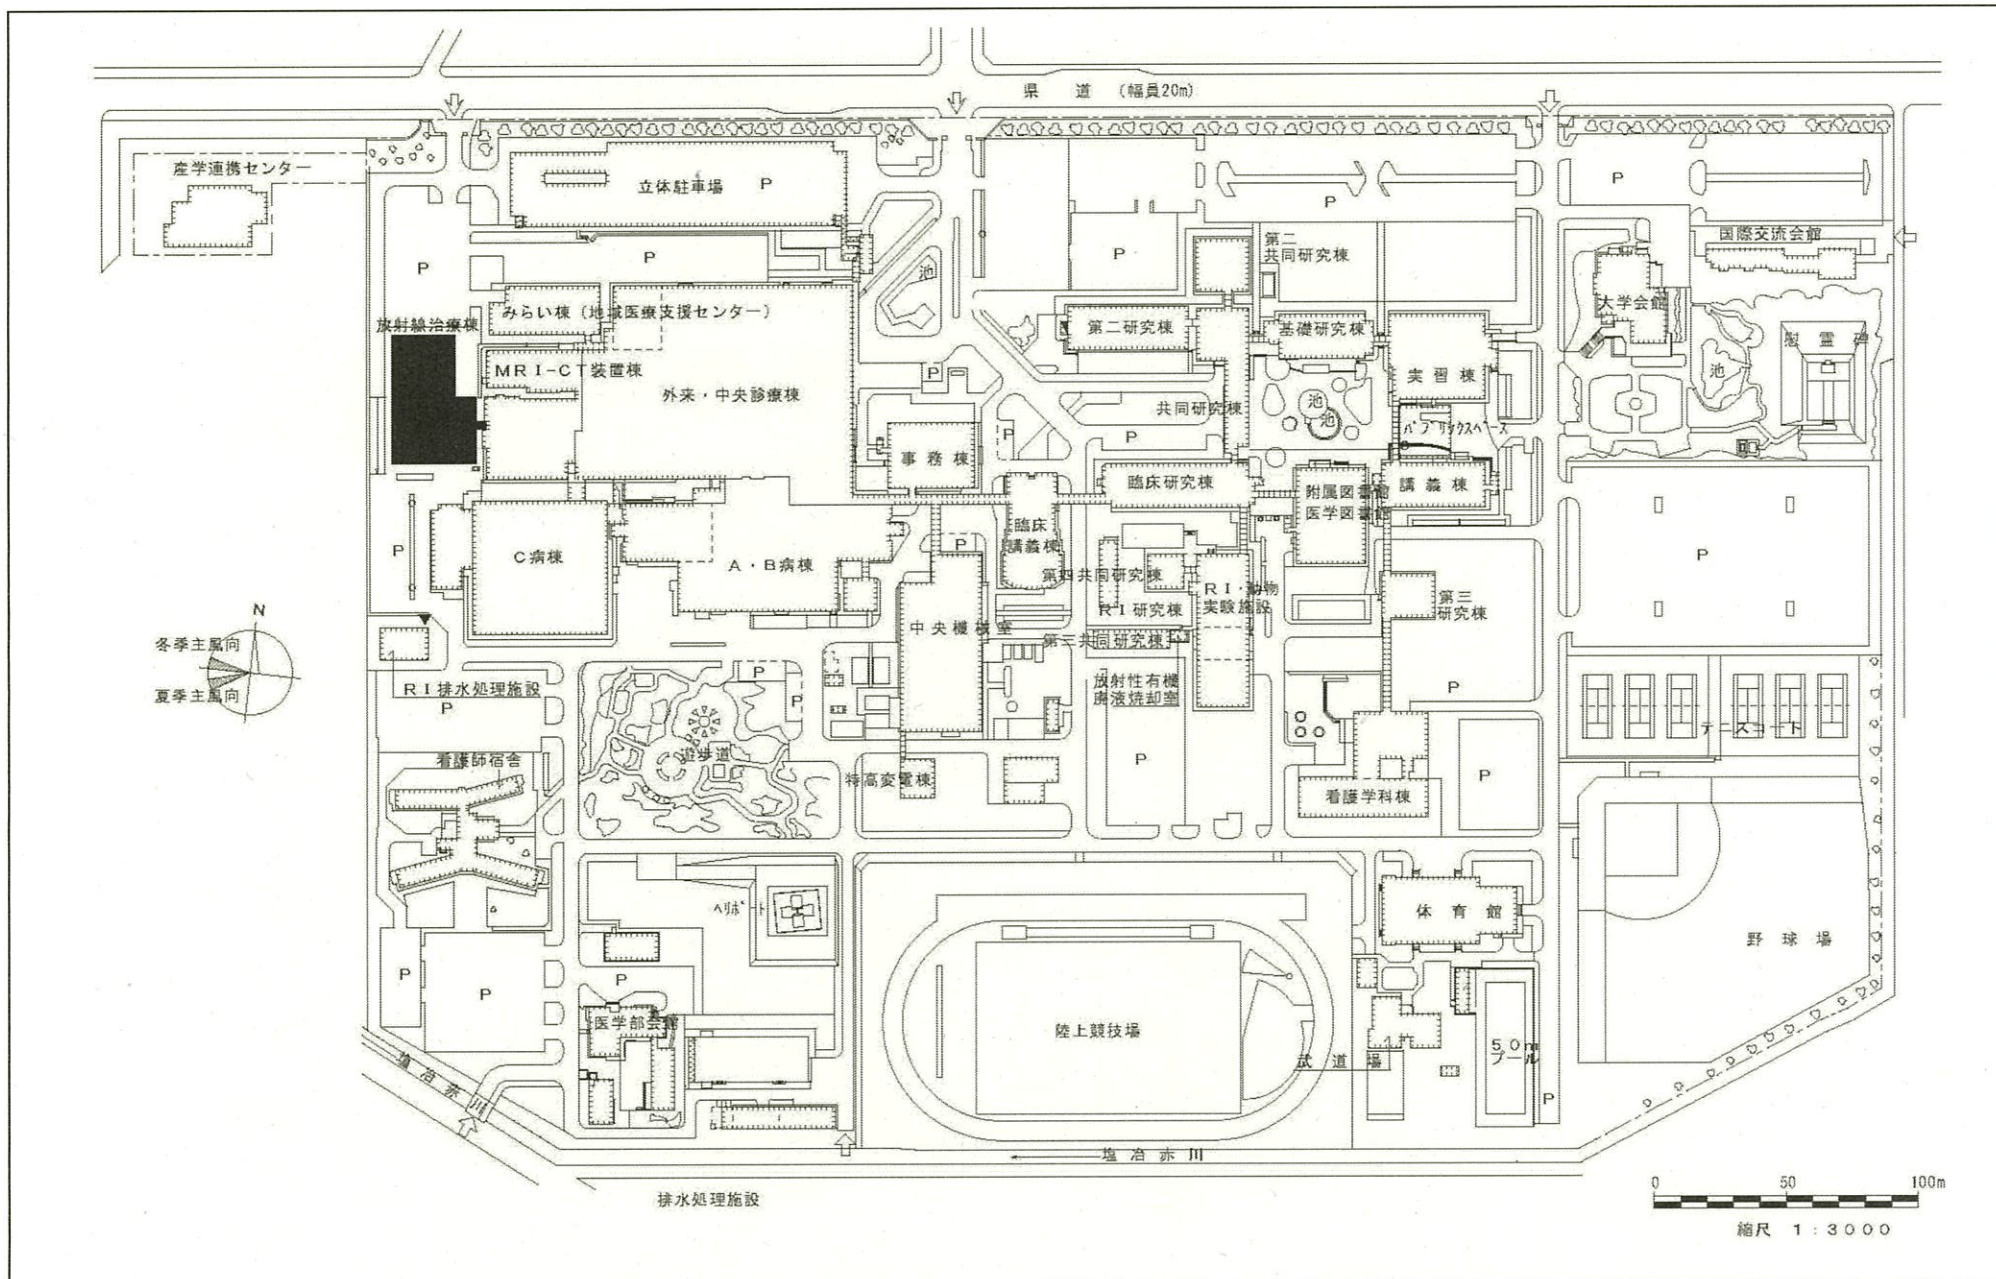 県道 (幅員20m)
産学連携センター
立体駐車場 P
P
P
国際交流会館
第二
共同研究棟
P
P
P
池
大学会館
みらい棟(地域医療支援センター)
放射線治療棟
第二研究棟
基礎研究棟
慰霊碑
MRI-CT装置棟
P
実習棟
池
外来・中央診療棟
共同研究棟
池
池
パブリックスペース
P
P
事務棟
臨床研究棟
附属図書館
医学図書館
講義棟
臨床
講義棟
P
P
P
C病棟
A・B病棟
第四共同研究棟
RI・動物
実験施設
RI研究棟
第三
研究棟
中央機械室
第三共同研究棟
N
冬季主風向
夏季主風向
RI排水処理施設
P
P
P
放射性有機
廃液焼却室
P
テニスコート
遊歩道
看護師宿舎
特高変電棟
P
P
看護学科棟
ヘリポート
体育館
野球場
P
P
P
医学部会館
陸上競技場
武道場
50m
プール
P
塩冶赤川
塩冶赤川
排水処理施設
0 50 100m
縮尺 1:3000